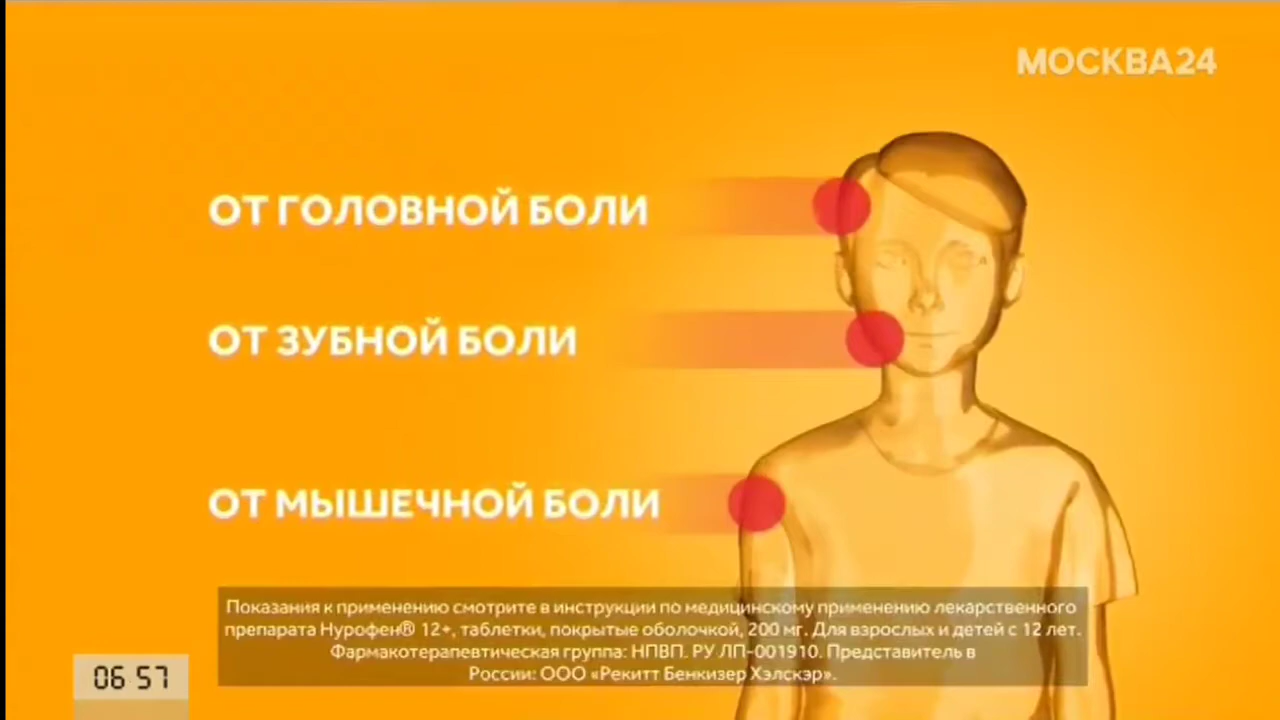 МОСКВА24
ОТ ГОЛОВНОЙ БОЛИ
ОТ ЗУБНОЙ БОЛИ
ОТ МЫШЕЧНОЙ БОЛИ
Показания к применению смотрите в инструкции по медицинскому применению лекарственного
препарата Нурофен® 12+, таблетки, покрытые оболочкой, 200 мг. Для взрослых и детей с 12 лет.
Фармакотерапевтическая группа: НПВП. РУ ЛП-001910. Представитель в
России: ООО «Рекитт Бенкизер Хэлскэр».
06 57